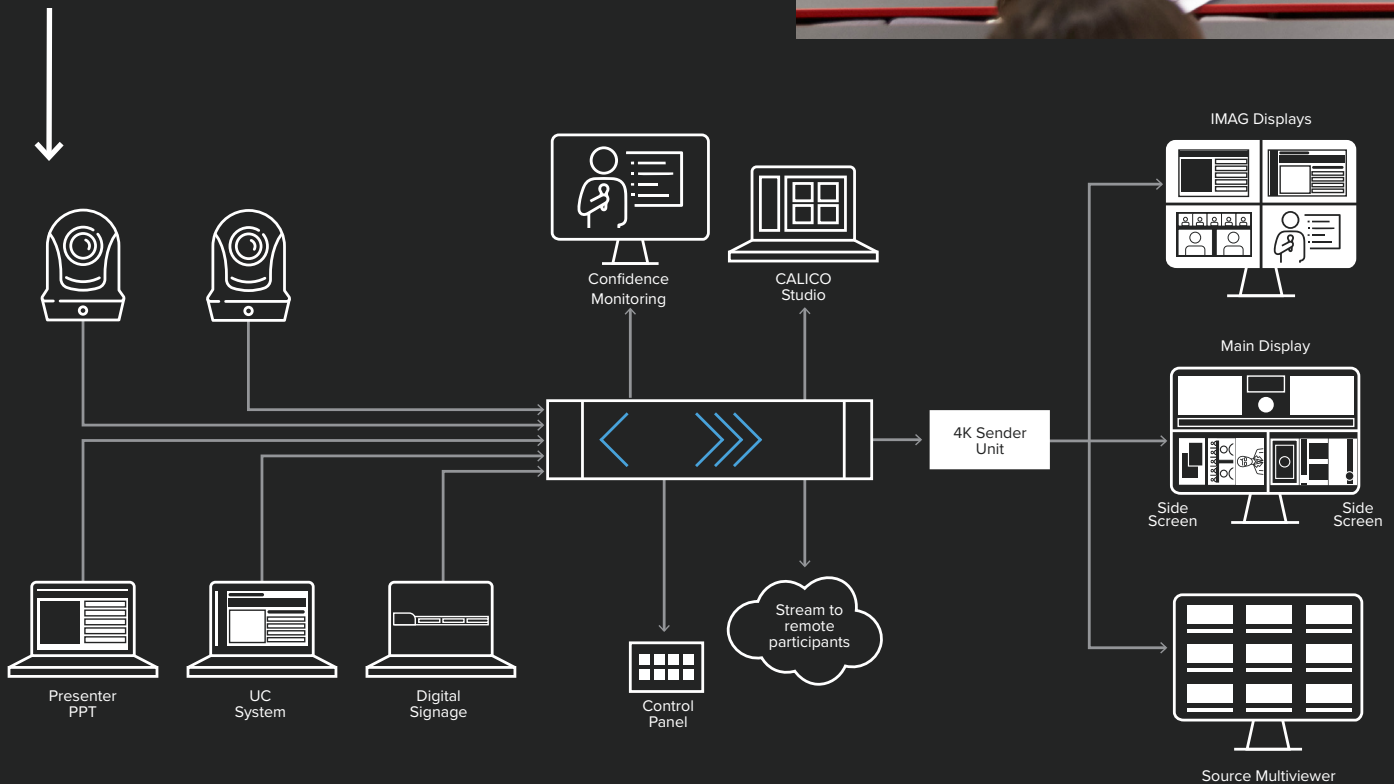 IMAG Displays
Confidence
Monitoring
CALICO
Studio
Main Display
4K Sender
Unit
Side
Screen
Side
Screen
Stream to
remote
participants
Presenter
PPT
UC
System
Digital
Signage
Control
Panel
Source Multiviewer